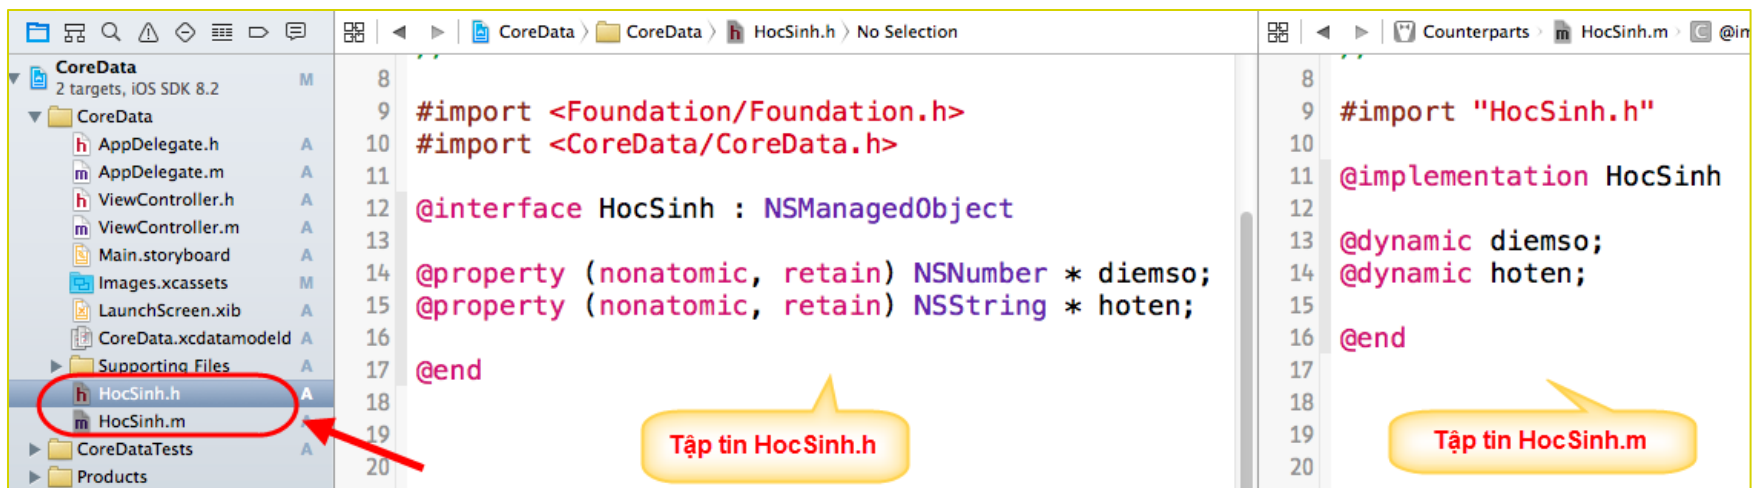 CoreData
2 targets, iOS SDK 8.2
M
CoreData
AppDelegate.h A
AppDelegate.m A
ViewController.h A
ViewController.m A
Main.storyboard A
Images.xcassets M
LaunchScreen.xib A
CoreData.xcdatamodeld A
Supporting Files A
HocSinh.h A
HocSinh.m
CoreDataTests A
Products
CoreData CoreData h HocSinh.h No Selection
8
9 #import <Foundation/Foundation.h>
10 #import <CoreData/CoreData.h>
11
12 @interface HocSinh : NSManagedObject
13
14 @property (nonatomic, retain) NSNumber * diemso;
15 @property (nonatomic, retain) NSString * hoten;
16
17 @end
18
19
20
Tập tin HocSinh.h
Counterparts m HocSinh.m C @im
8
9 #import "HocSinh.h"
10
11 @implementation HocSinh
12
13 @dynamic diemso;
14 @dynamic hoten;
15
16 @end
17
18
19
20
Tập tin HocSinh.m